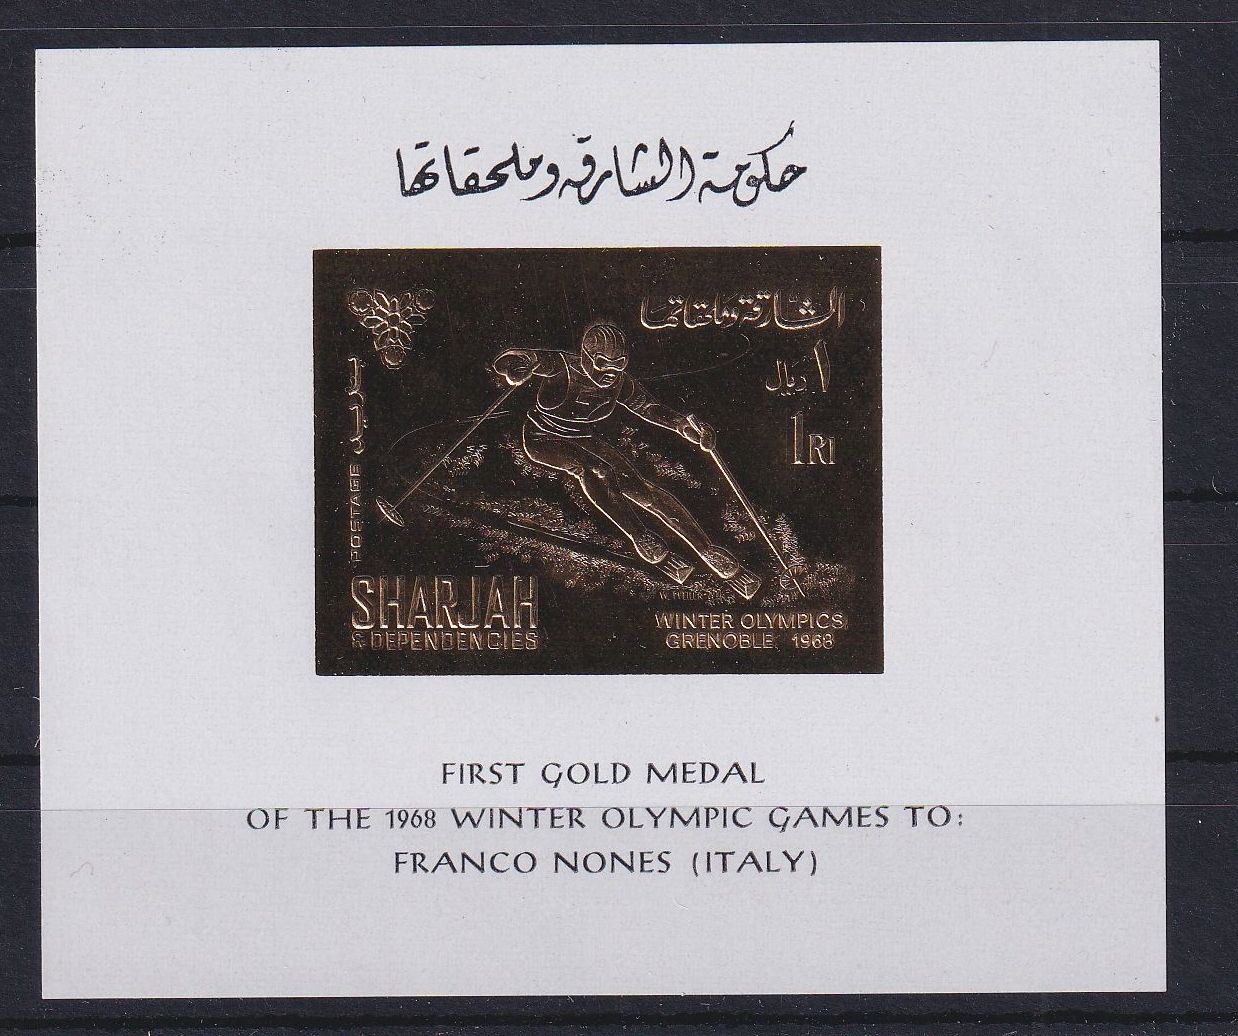 حكومة الشارقه وملحقاتها
الشارقة وملحقاتها
١ ريال
1 RI
POSTAGE
SHARJAH
& DEPENDENCIES
WINTER OLYMPICS
GRENOBLE 1968
FIRST GOLD MEDAL
OF THE 1968 WINTER OLYMPIC GAMES TO:
FRANCO NONES (ITALY)